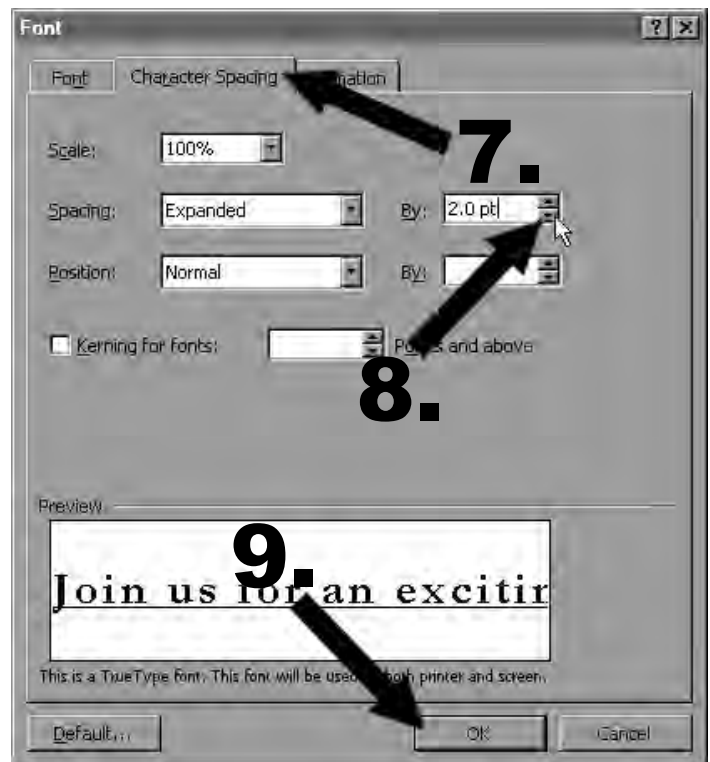 Font
Font Character Spacing
7.
Scale: 100%
Spacing: Expanded By: 2.0 pt
Position: Normal By:
Kerning for fonts: and above
8.
Preview
9.
Join us for an excitin
This is a TrueType font. This font will be used both printer and screen.
Default... OK Cancel